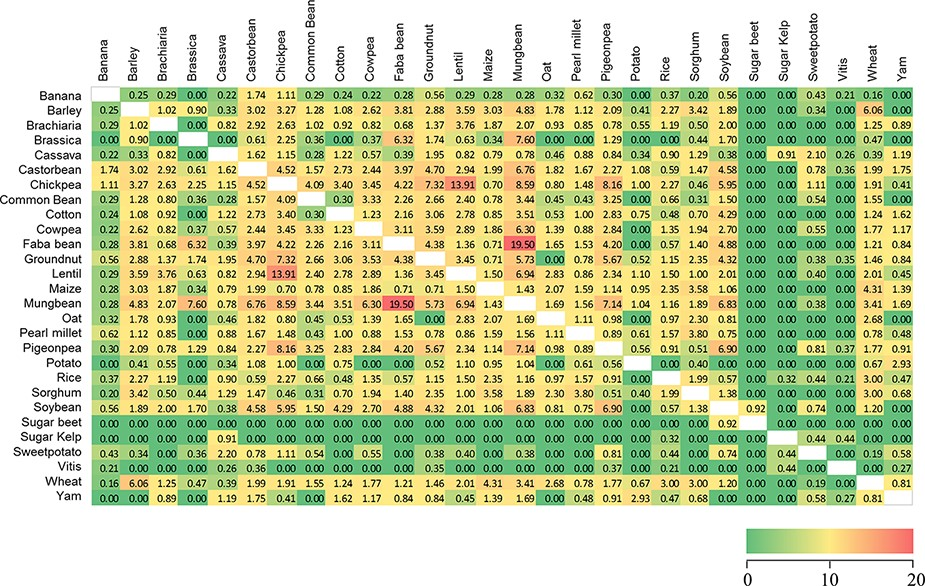 Banana Barley Brachiaria Brassica Cassava Castorbean Chickpea Common Bean Cotton Cowpea Faba bean Groundnut Lentil Maize Mungbean Oat Pearl millet Pigeonpea Potato Rice Sorghum Soybean Sugar beet Sugar Kelp Sweetpotato Vitis Wheat Yam
Banana 0.25 0.29 0.00 0.22 1.74 1.11 0.29 0.24 0.22 0.28 0.56 0.29 0.28 0.28 0.32 0.62 0.30 0.00 0.37 0.20 0.56 0.00 0.00 0.43 0.21 0.16 0.00
Barley 0.25 1.02 0.90 0.33 3.02 3.27 1.28 1.08 2.62 3.81 2.88 3.59 3.03 4.83 1.78 1.12 2.09 0.41 2.27 3.42 1.89 0.00 0.00 0.34 0.00 6.06 0.00
Brachiaria 0.29 1.02 0.00 0.82 2.92 2.63 1.02 0.92 0.82 0.68 1.37 3.76 1.87 2.07 0.93 0.85 0.78 0.55 1.19 0.50 2.00 0.00 0.00 0.00 0.00 1.25 0.89
Brassica 0.00 0.90 0.00 0.00 0.61 2.25 0.36 0.00 0.37 6.32 1.74 0.63 0.34 7.60 0.00 0.00 1.29 0.00 0.00 0.44 1.70 0.00 0.00 0.00 0.00 0.47 0.00
Cassava 0.22 0.33 0.82 0.00 1.62 1.15 0.28 1.22 0.57 0.39 1.95 0.82 0.79 0.78 0.46 0.88 0.84 0.34 0.90 1.29 0.38 0.00 0.91 2.10 0.26 0.39 1.19
Castorbean 1.74 3.02 2.92 0.61 1.62 4.52 1.57 2.73 2.44 3.97 4.70 2.94 1.99 6.76 1.82 1.67 2.27 1.08 0.59 1.47 4.58 0.00 0.00 0.78 0.36 1.99 1.75
Chickpea 1.11 3.27 2.63 2.25 1.15 4.52 4.09 3.40 3.45 4.22 7.32 13.91 0.70 8.59 0.80 1.48 8.16 1.00 2.27 0.46 5.95 0.00 0.00 1.11 0.00 1.91 0.41
Common Bean 0.29 1.28 0.80 0.36 0.28 1.57 4.09 0.30 3.33 2.26 2.66 2.40 0.78 3.44 0.45 0.43 3.25 0.00 0.66 0.31 1.50 0.00 0.00 0.54 0.00 1.55 0.00
Cotton 0.24 1.08 0.92 0.00 1.22 2.73 3.40 0.30 1.23 2.16 3.06 2.78 0.85 3.51 0.53 1.00 2.83 0.75 0.48 0.70 4.29 0.00 0.00 0.00 0.00 1.24 1.62
Cowpea 0.22 2.62 0.82 0.37 0.57 2.44 3.45 3.33 1.23 3.11 3.59 2.89 1.86 6.30 1.39 0.88 2.84 0.00 1.35 1.94 2.70 0.00 0.00 0.55 0.00 1.77 1.17
Faba bean 0.28 3.81 0.68 6.32 0.39 3.97 4.22 2.26 2.16 3.11 4.38 1.36 0.71 19.50 1.65 1.53 4.20 0.00 0.57 1.40 4.88 0.00 0.00 0.00 0.00 1.21 0.84
Groundnut 0.56 2.88 1.37 1.74 1.95 4.70 7.32 2.66 3.06 3.53 4.38 3.45 0.71 5.73 0.00 0.78 5.67 0.52 1.15 2.35 4.32 0.00 0.00 0.38 0.35 1.46 0.84
Lentil 0.29 3.59 3.76 0.63 0.82 2.94 13.91 2.40 2.78 2.89 1.36 3.45 1.50 6.94 2.83 0.86 2.34 1.10 1.50 1.00 2.01 0.00 0.00 0.40 0.00 2.01 0.45
Maize 0.28 3.03 1.87 0.34 0.79 1.99 0.70 0.78 0.85 1.86 0.71 0.71 1.50 1.43 2.07 1.59 1.14 0.95 2.35 3.58 1.06 0.00 0.00 0.00 0.00 4.31 1.39
Mungbean 0.28 4.83 2.07 7.60 0.78 6.76 8.59 3.44 3.51 6.30 19.50 5.73 6.94 1.43 1.69 1.56 7.14 1.04 1.16 1.89 6.83 0.00 0.00 0.38 0.00 3.41 1.69
Oat 0.32 1.78 0.93 0.00 0.46 1.82 0.80 0.45 0.53 1.39 1.65 0.00 2.83 2.07 1.69 1.11 0.98 0.00 0.97 2.30 0.81 0.00 0.00 0.00 0.00 2.68 0.00
Pearl millet 0.62 1.12 0.85 0.00 0.88 1.67 1.48 0.43 1.00 0.88 1.53 0.78 0.86 1.59 1.56 1.11 0.89 0.61 1.57 3.80 0.75 0.00 0.00 0.00 0.00 0.78 0.48
Pigeonpea 0.30 2.09 0.78 1.29 0.84 2.27 8.16 3.25 2.83 2.84 4.20 5.67 2.34 1.14 7.14 0.98 0.89 0.56 0.91 0.51 6.90 0.00 0.00 0.81 0.37 1.77 0.91
Potato 0.00 0.41 0.55 0.00 0.34 1.08 1.00 0.00 0.75 0.00 0.00 0.52 1.10 0.95 1.04 0.00 0.61 0.56 0.00 0.40 0.00 0.00 0.00 0.00 0.00 0.67 2.93
Rice 0.37 2.27 1.19 0.00 0.90 0.59 2.27 0.66 0.48 1.35 0.57 1.15 1.50 2.35 1.16 0.97 1.57 0.91 0.00 1.99 0.57 0.00 0.32 0.44 0.21 3.00 0.47
Sorghum 0.20 3.42 0.50 0.44 1.29 1.47 0.46 0.31 0.70 1.94 1.40 2.35 1.00 3.58 1.89 2.30 3.80 0.51 0.40 1.99 1.38 0.00 0.00 0.00 0.00 3.00 0.68
Soybean 0.56 1.89 2.00 1.70 0.38 4.58 5.95 1.50 4.29 2.70 4.88 4.32 2.01 1.06 6.83 0.81 0.75 6.90 0.00 0.57 1.38 0.92 0.00 0.74 0.00 1.20 0.00
Sugar beet 0.00 0.00 0.00 0.00 0.00 0.00 0.00 0.00 0.00 0.00 0.00 0.00 0.00 0.00 0.00 0.00 0.00 0.00 0.00 0.00 0.00 0.92 0.00 0.00 0.00 0.00 0.00
Sugar Kelp 0.00 0.00 0.00 0.00 0.91 0.00 0.00 0.00 0.00 0.00 0.00 0.00 0.00 0.00 0.00 0.00 0.00 0.00 0.00 0.32 0.00 0.00 0.00 0.44 0.44 0.00 0.00
Sweetpotato 0.43 0.34 0.00 0.36 2.20 0.78 1.11 0.54 0.00 0.55 0.00 0.38 0.40 0.00 0.38 0.00 0.00 0.81 0.00 0.44 0.00 0.74 0.00 0.44 0.00 0.19 0.58
Vitis 0.21 0.00 0.00 0.00 0.26 0.36 0.00 0.00 0.00 0.00 0.00 0.35 0.00 0.00 0.00 0.00 0.00 0.37 0.00 0.21 0.00 0.00 0.00 0.44 0.00 0.00 0.27
Wheat 0.16 6.06 1.25 0.47 0.39 1.99 1.91 1.55 1.24 1.77 1.21 1.46 2.01 4.31 3.41 2.68 0.78 1.77 0.67 3.00 3.00 1.20 0.00 0.00 0.19 0.00 0.81
Yam 0.00 0.00 0.89 0.00 1.19 1.75 0.41 0.00 1.62 1.17 0.84 0.84 0.45 1.39 1.69 0.00 0.48 0.91 2.93 0.47 0.68 0.00 0.00 0.00 0.58 0.27 0.81
0 10 20